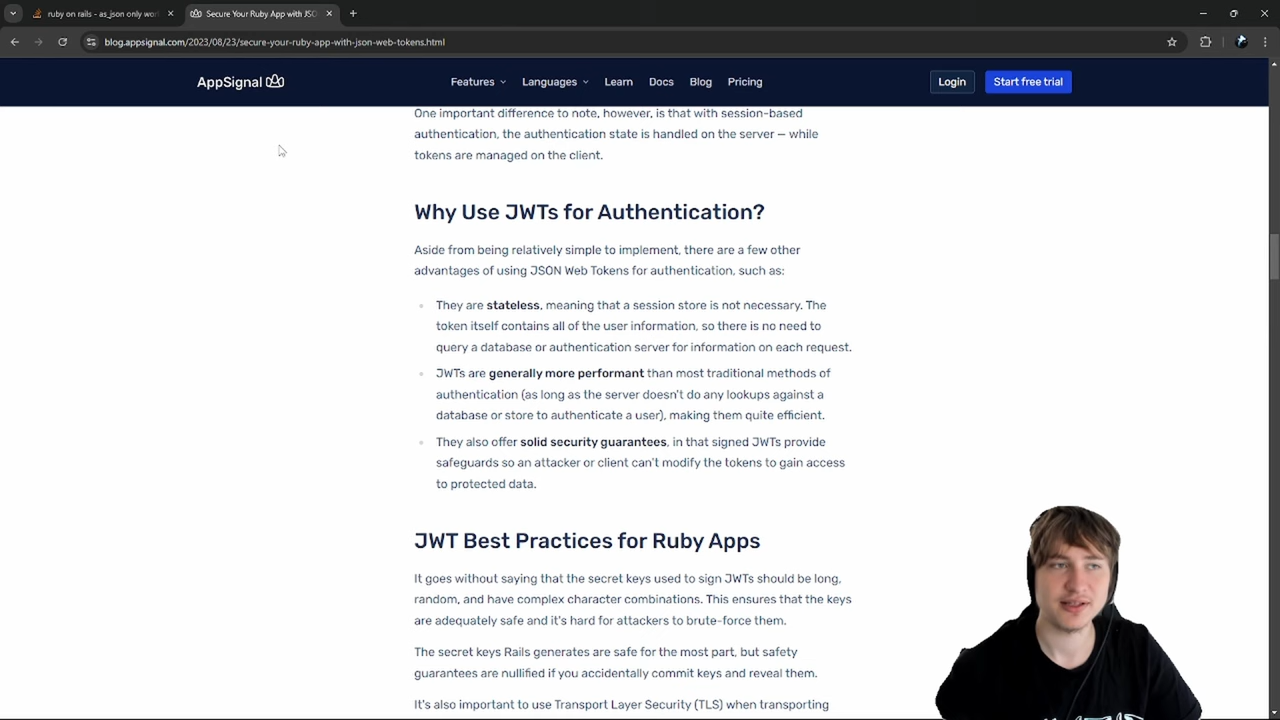 ruby on rails - as_json only wor
Secure Your Ruby App with JSO
blog.appsignal.com/2023/08/23/secure-your-ruby-app-with-json-web-tokens.html
AppSignal
Features
Languages
Learn
Docs
Blog
Pricing
Login
Start free trial
One important difference to note, however, is that with session-based
authentication, the authentication state is handled on the server — while
tokens are managed on the client.
Why Use JWTs for Authentication?
Aside from being relatively simple to implement, there are a few other
advantages of using JSON Web Tokens for authentication, such as:
They are stateless, meaning that a session store is not necessary. The
token itself contains all of the user information, so there is no need to
query a database or authentication server for information on each request.
JWTs are generally more performant than most traditional methods of
authentication (as long as the server doesn't do any lookups against a
database or store to authenticate a user), making them quite efficient.
They also offer solid security guarantees, in that signed JWTs provide
safeguards so an attacker or client can't modify the tokens to gain access
to protected data.
JWT Best Practices for Ruby Apps
It goes without saying that the secret keys used to sign JWTs should be long,
random, and have complex character combinations. This ensures that the keys
are adequately safe and it's hard for attackers to brute-force them.
The secret keys Rails generates are safe for the most part, but safety
guarantees are nullified if you accidentally commit keys and reveal them.
It's also important to use Transport Layer Security (TLS) when transporting